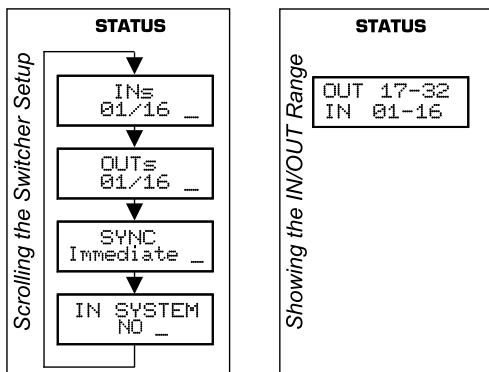 STATUS
Scrolling the Switcher Setup
INs
01/16 _
OUTs
01/16 _
SYNC
Immediate _
IN SYSTEM
NO _
STATUS
Showing the IN/OUT Range
OUT 17-32
IN 01-16